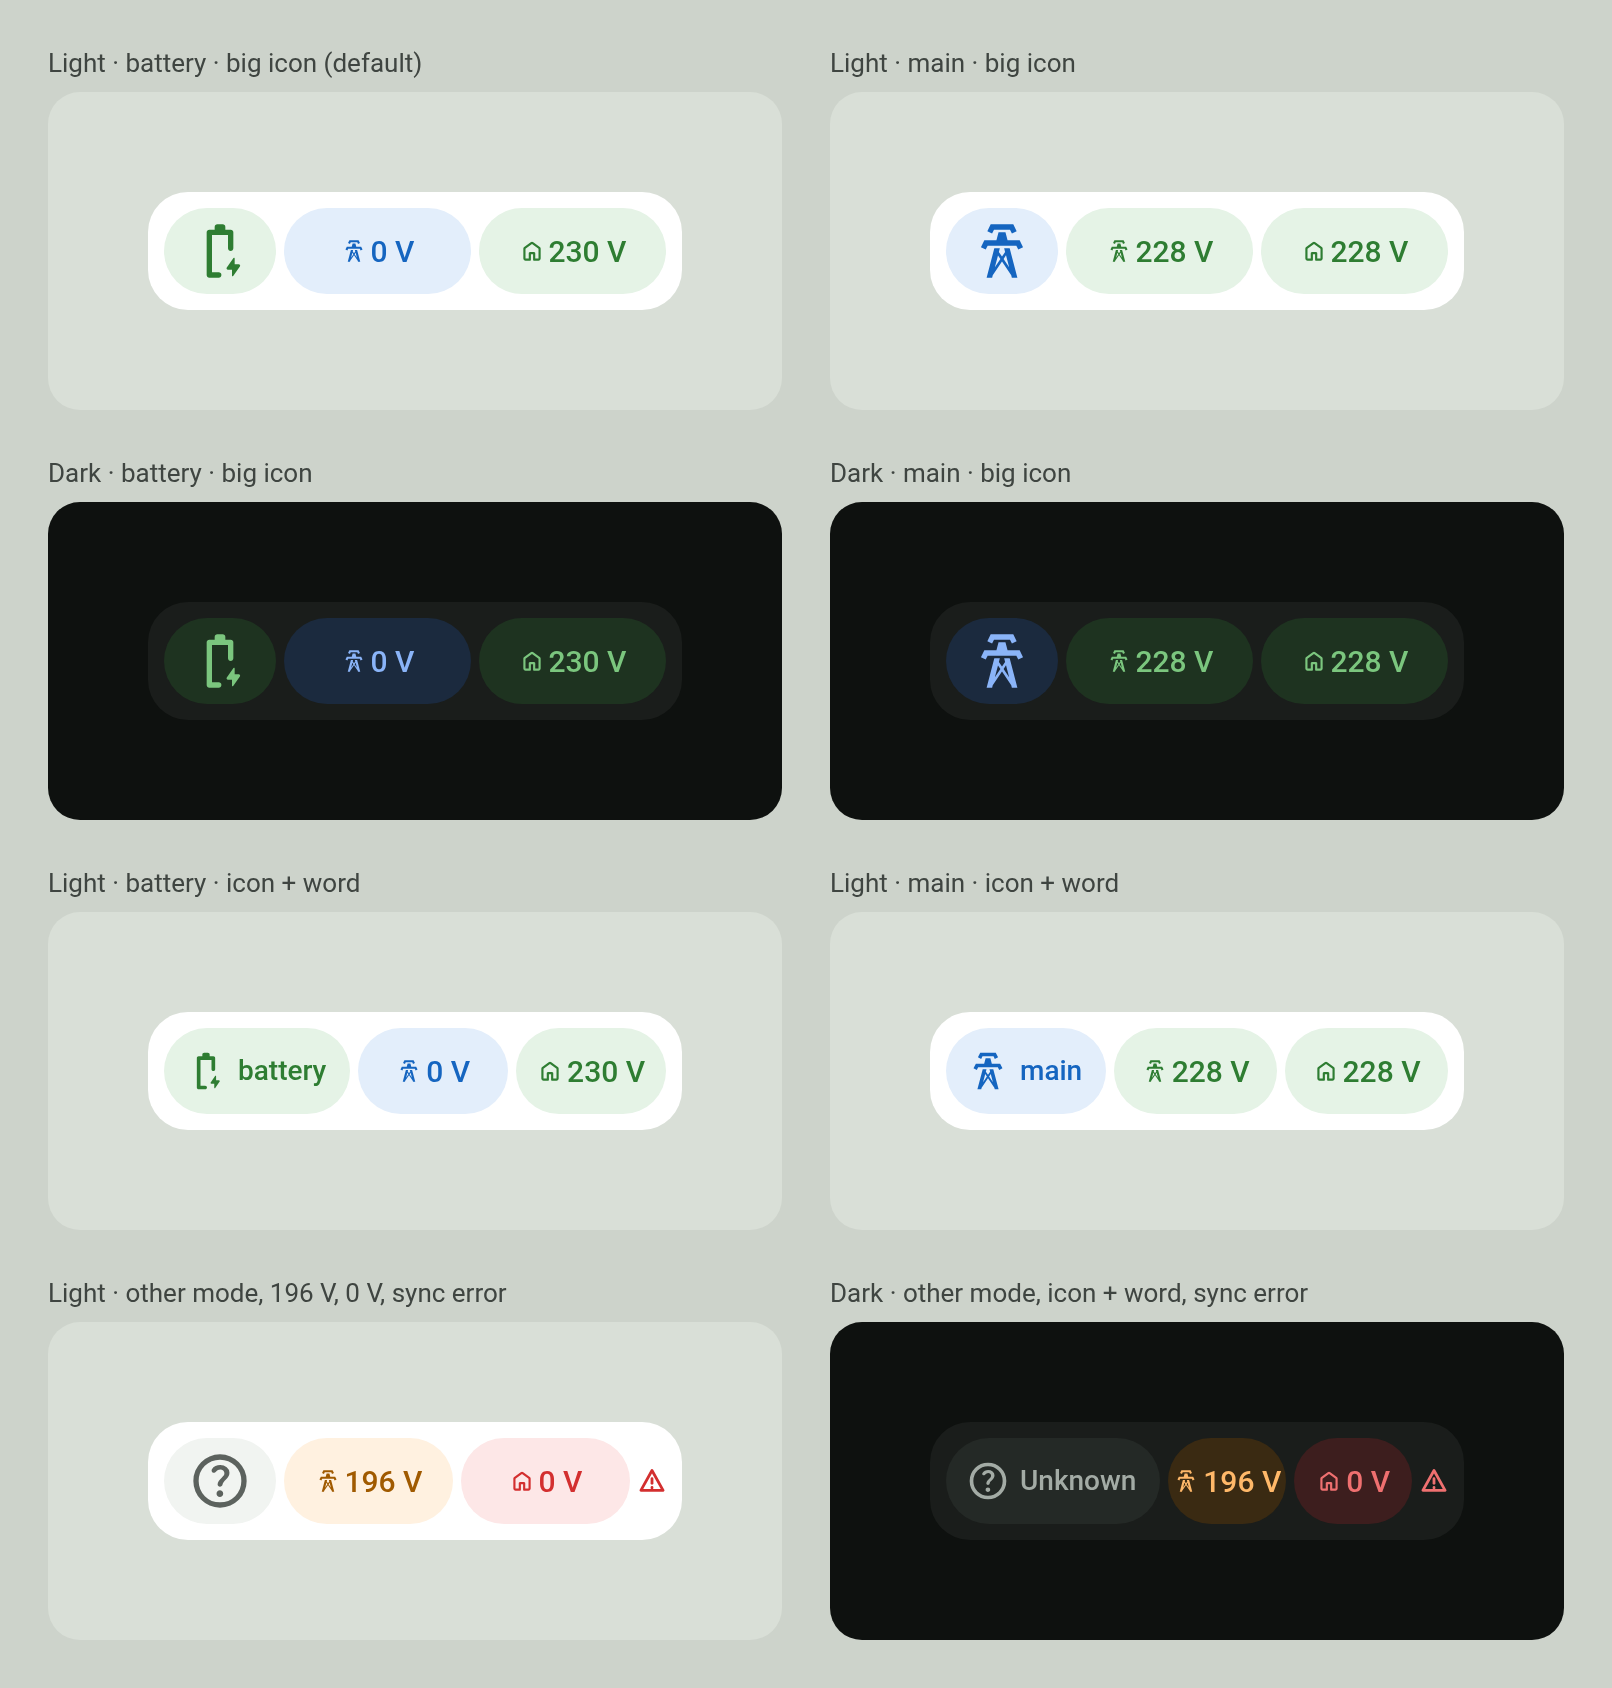 Light · battery · big icon (default)
0 V
230 V
Light · main · big icon
228 V
228 V
Dark · battery · big icon
0 V
230 V
Dark · main · big icon
228 V
228 V
Light · battery · icon + word
battery
0 V
230 V
Light · main · icon + word
main
228 V
228 V
Light · other mode, 196 V, 0 V, sync error
196 V
0 V
Dark · other mode, icon + word, sync error
Unknown
196 V
0 V